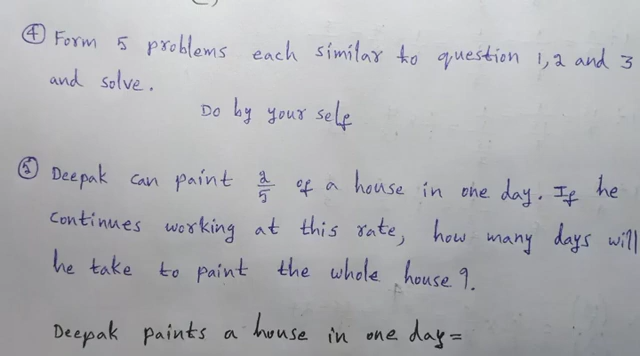 ④ Form 5 problems each similar to question 1, 2 and 3
and solve.
Do by your self
⑤ Deepak can paint 2/5 of a house in one day. If he
continues working at this rate, how many days will
he take to paint the whole house ?.
Deepak paints a house in one day =